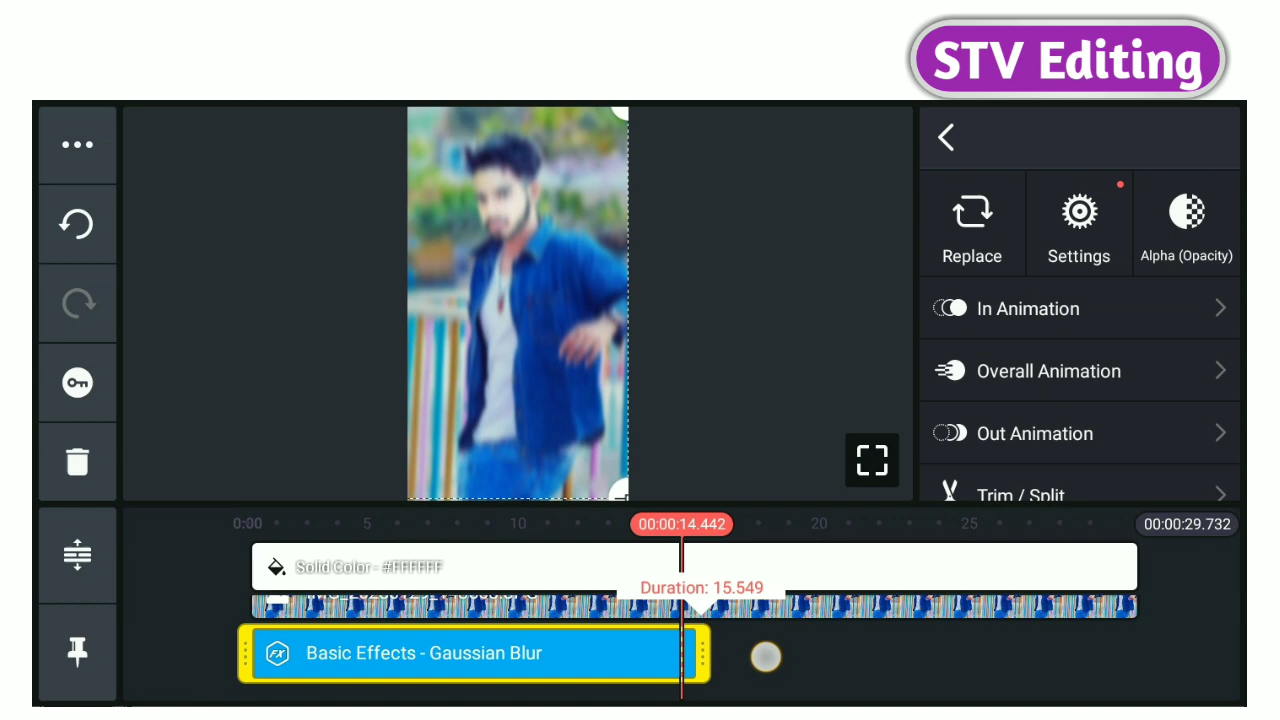 STV Editing
Replace
Settings
Alpha (Opacity)
In Animation
Overall Animation
Out Animation
Trim / Split
0:00
5
10
00:00:14.442
20
25
00:00:29.732
Solid Color - #FFFFFF
Duration: 15.549
FX
Basic Effects - Gaussian Blur